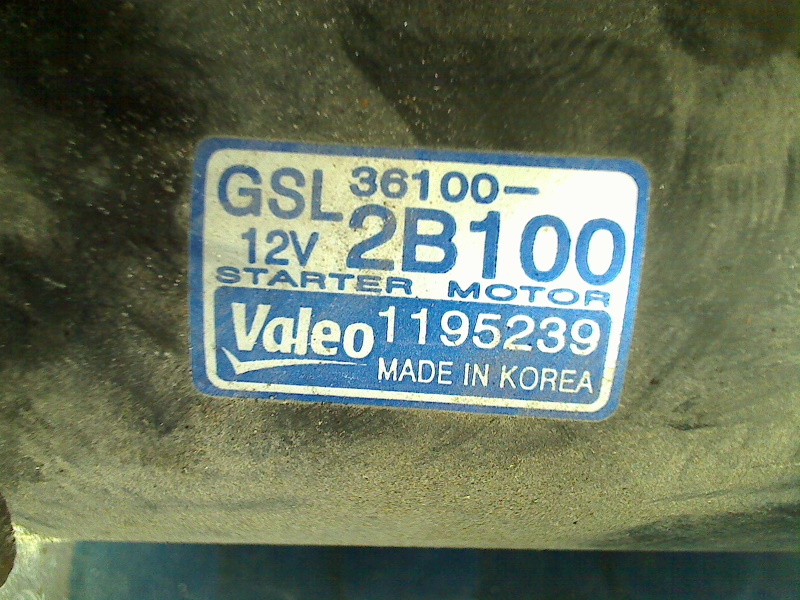 GSL 36100-
12V 2B100
STARTER MOTOR
Valeo 1195239
MADE IN KOREA